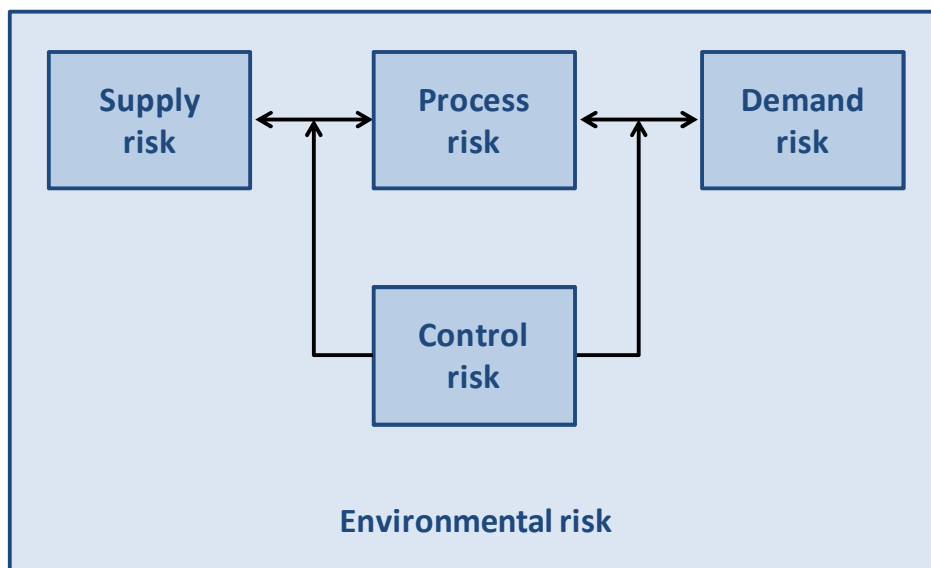 Supply
risk
Process
risk
Demand
risk
Control
risk
Environmental risk